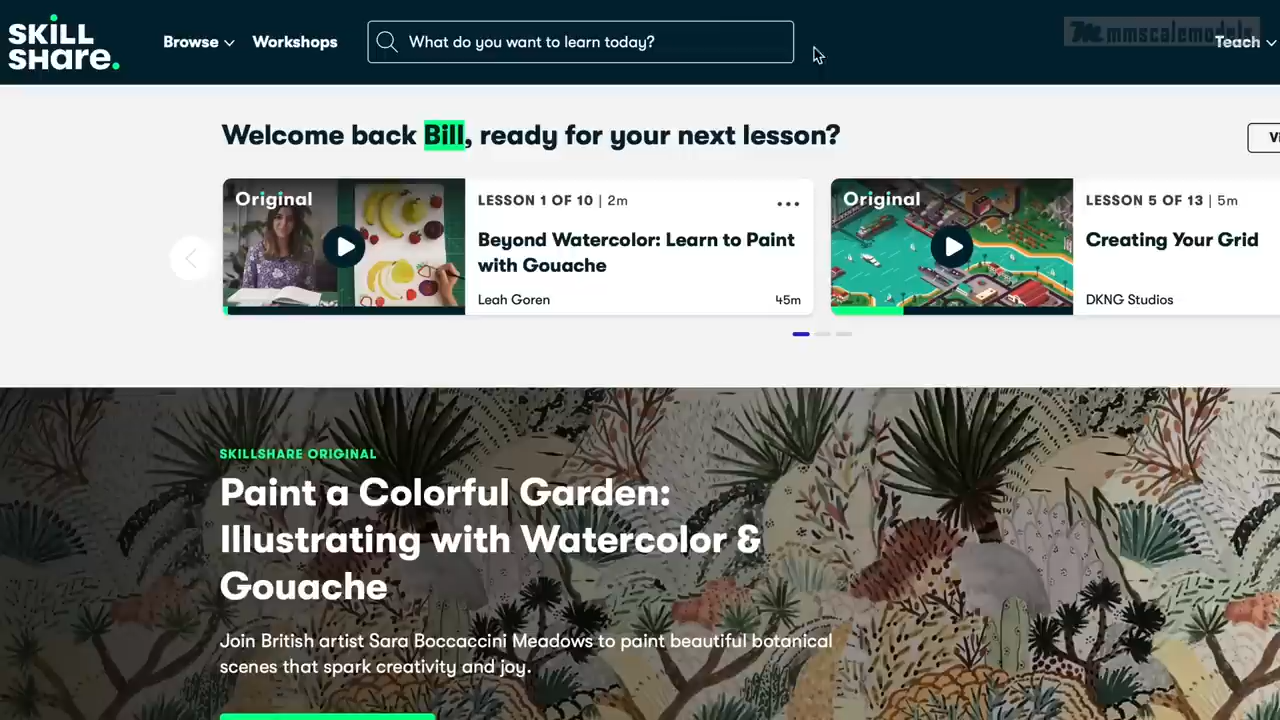 SKILL
SHARE.
Browse
Workshops
What do you want to learn today?
mmscalemodels
Teach
Welcome back Bill, ready for your next lesson?
Original
LESSON 1 OF 10 | 2m
Beyond Watercolor: Learn to Paint
with Gouache
Leah Goren
45m
Original
LESSON 5 OF 13 | 5m
Creating Your Grid
DKNG Studios
SKILLSHARE ORIGINAL
Paint a Colorful Garden:
Illustrating with Watercolor &
Gouache
Join British artist Sara Boccaccini Meadows to paint beautiful botanical
scenes that spark creativity and joy.